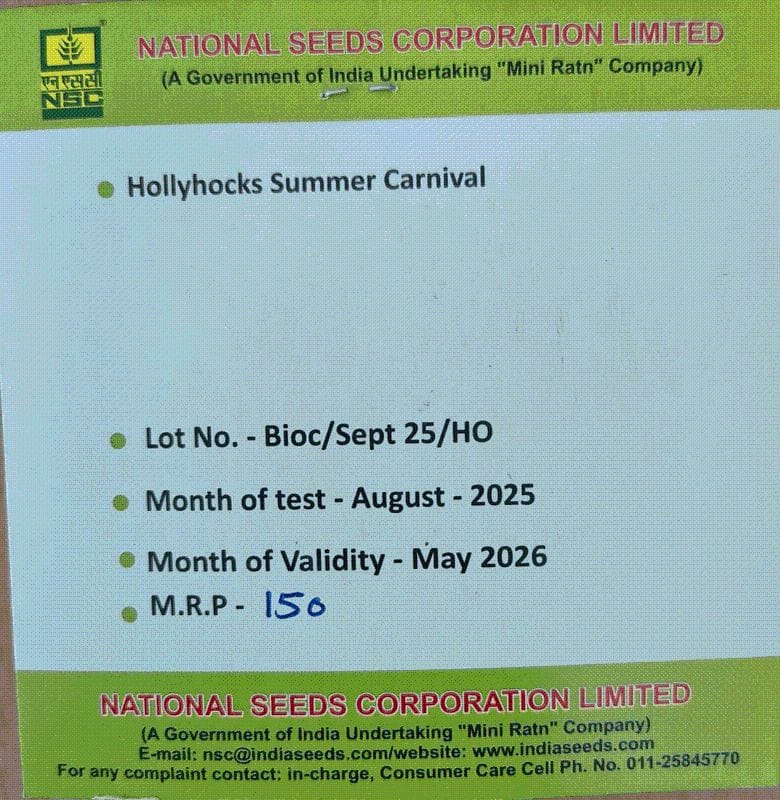 एन एस सी
NSC
NATIONAL SEEDS CORPORATION LIMITED
(A Government of India Undertaking "Mini Ratn" Company)
Hollyhocks Summer Carnival
Lot No. - Bioc/Sept 25/HO
Month of test - August - 2025
Month of Validity - May 2026
M.R.P - 150
NATIONAL SEEDS CORPORATION LIMITED
(A Government of India Undertaking "Mini Ratn" Company)
E-mail: nsc@indiaseeds.com/website: www.indiaseeds.com
For any complaint contact: in-charge, Consumer Care Cell Ph. No. 011-25845770